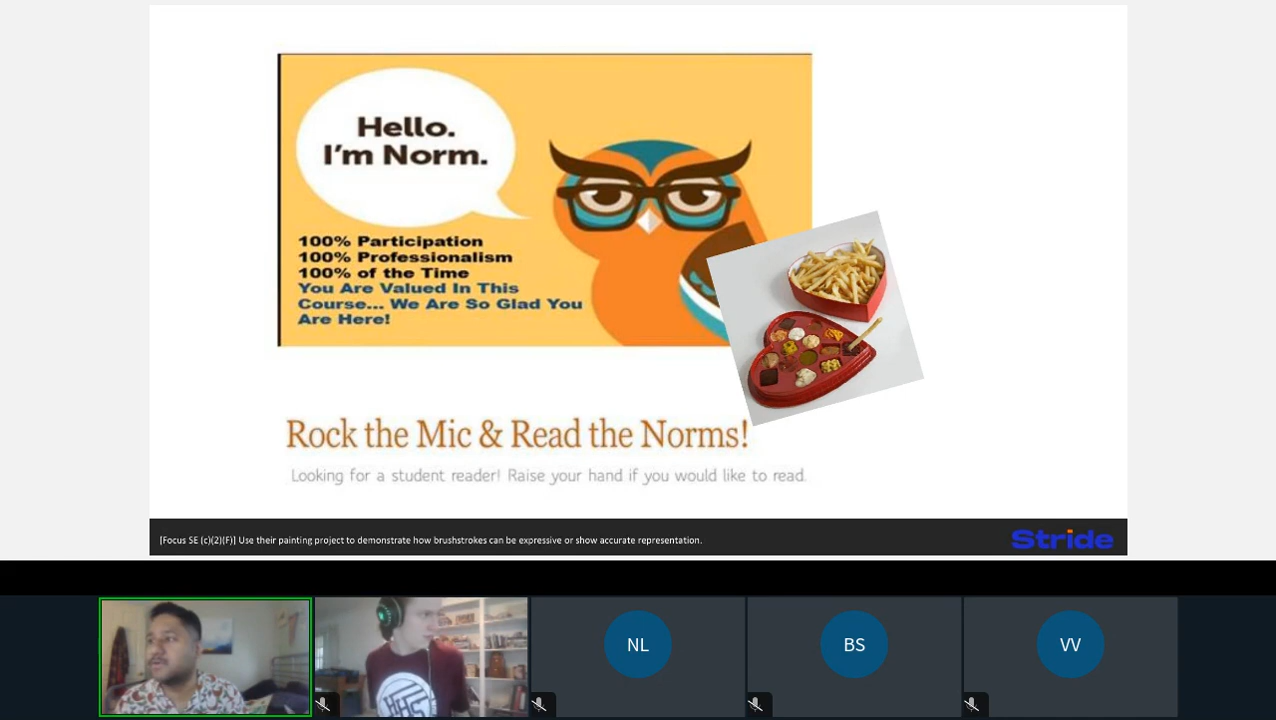 Hello.
I'm Norm.
100% Participation
100% Professionalism
100% of the Time
You Are Valued In This
Course... We Are So Glad You
Are Here!
Rock the Mic & Read the Norms!
Looking for a student reader! Raise your hand if you would like to read.
[Focus SE (c)(2)(F)] Use their painting project to demonstrate how brushstrokes can be expressive or show accurate representation.
Stride
NL
BS
VV